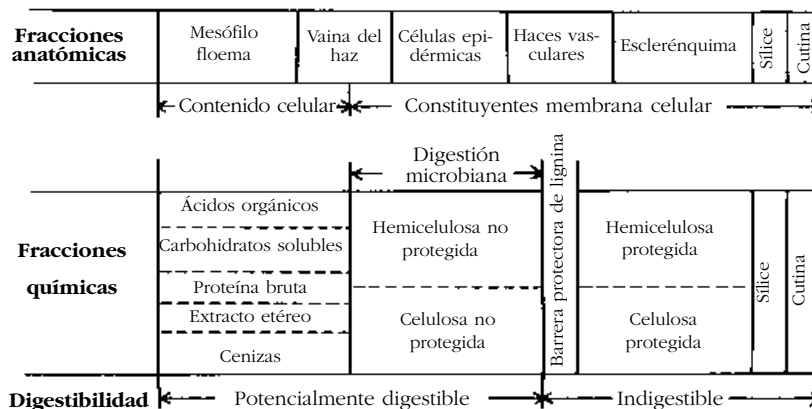 Fracciones
anatómicas
Mesófilo
floema
Vaina del
haz
Células epi-
dérmicas
Haces vas-
culares
Esclerénquima
Sílice
Cutina
Contenido celular
Constituyentes membrana celular
Digestión
microbiana
Fracciones
químicas
Ácidos orgánicos
Carbohidratos solubles
Proteína bruta
Extracto etéreo
Cenizas
Hemicelulosa no
protegida
Celulosa no
protegida
Barrera protectora de lignina
Hemicelulosa
protegida
Celulosa
protegida
Sílice
Cutina
Digestibilidad
Potencialmente digestible
Indigestible